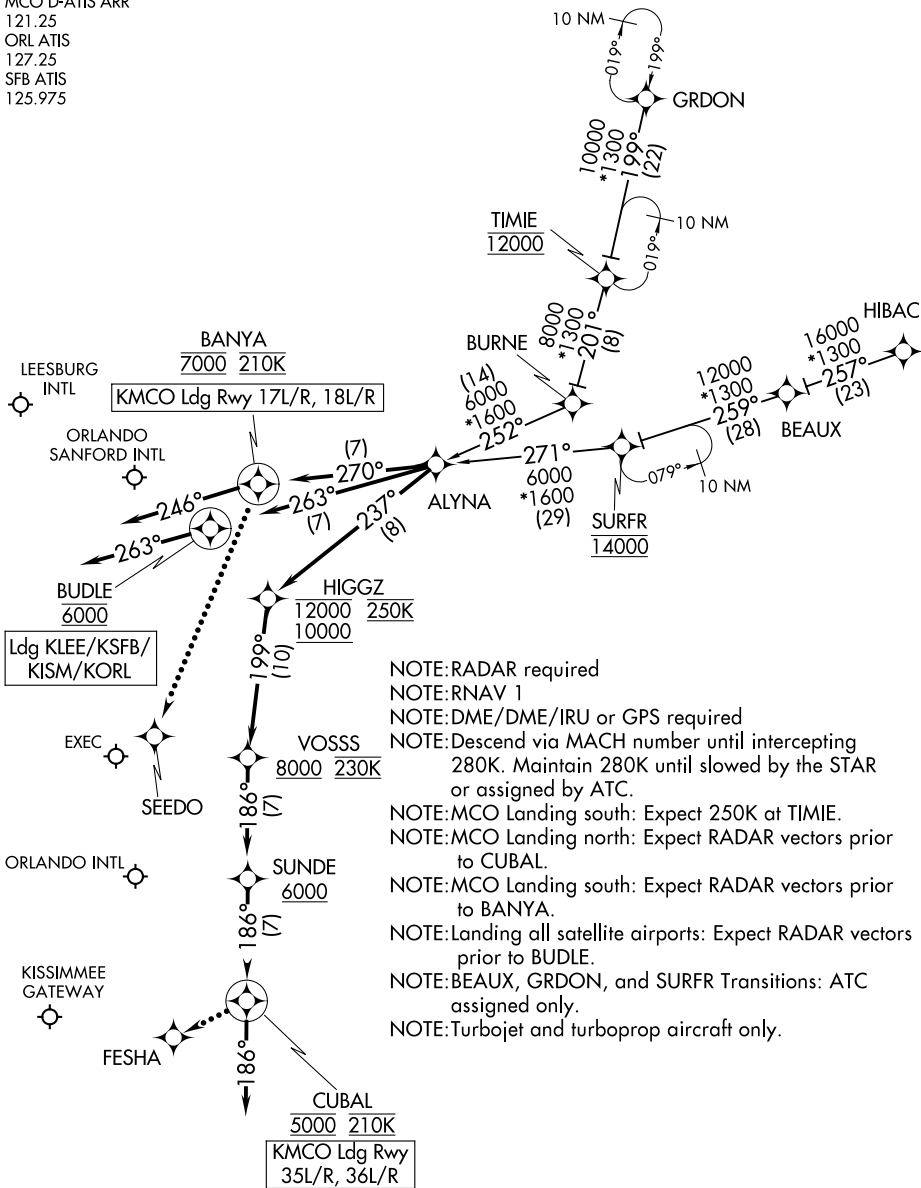 MCO D-ATIS ARR
121.25
ORL ATIS
127.25
SFB ATIS
125.975
10 NM
019°
199°
GRDON
10000
*1300
199°
(22)
TIMIE
12000
10 NM
019°
8000
*1300
201°
(8)
BURNE
HIBAC
16000
*1300
257°
(23)
BEAUX
12000
*1300
259°
(28)
079°
10 NM
SURFR
14000
271°
6000
*1600
(29)
(14)
6000
*1600
252°
ALYNA
BANYA
7000 210K
KMCO Ldg Rwy 17L/R, 18L/R
LEESBURG
INTL
ORLANDO
SANFORD INTL
(7)
270°
263°
(7)
237°
(8)
246°
263°
BUDLE
6000
Ldg KLEE/KSFB/
KISM/KORL
HIGGZ
12000 250K
10000
199°
(10)
EXEC
SEEDO
VOSSS
8000 230K
186°
(7)
ORLANDO INTL
SUNDE
6000
186°
(7)
KISSIMMEE
GATEWAY
FESHA
186°
CUBAL
5000 210K
KMCO Ldg Rwy
35L/R, 36L/R
NOTE: RADAR required
NOTE: RNAV 1
NOTE: DME/DME/IRU or GPS required
NOTE: Descend via MACH number until intercepting
280K. Maintain 280K until slowed by the STAR
or assigned by ATC.
NOTE: MCO Landing south: Expect 250K at TIMIE.
NOTE: MCO Landing north: Expect RADAR vectors prior
to CUBAL.
NOTE: MCO Landing south: Expect RADAR vectors prior
to BANYA.
NOTE: Landing all satellite airports: Expect RADAR vectors
prior to BUDLE.
NOTE: BEAUX, GRDON, and SURFR Transitions: ATC
assigned only.
NOTE: Turbojet and turboprop aircraft only.